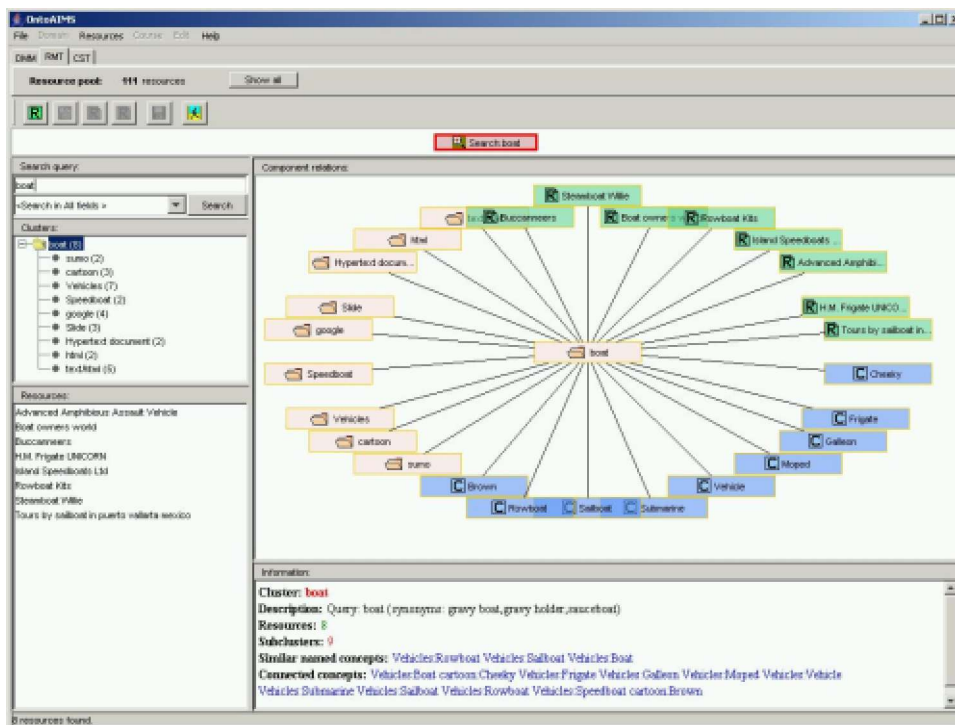 OntoAIMS
File Domain Resources Course Edit Help
DMM RMT CST
Resource pool: 111 resources Show all
Search boat
Search query:
boat
<Search in All fields > Search
Clusters:
boat (8)
sumo (2)
cartoon (3)
Vehicles (7)
Speedboat (2)
google (4)
Slide (3)
Hypertext document (2)
html (2)
text/html (5)
Resources:
Advanced Amphibious Assault Vehicle
Boat owners world
Buccanneers
H.M. Frigate UNICORN
Island Speedboats Ltd
Rowboat Kits
Steamboat Willie
Tours by sailboat in puerto vallarta mexico
Component relations:
Steamboat Willie
Buccanneers
Boat owners
Rowboat Kits
html
Island Speedboats ...
Hypertext docum...
Advanced Amphibi...
Slide
H.M. Frigate UNICO...
google
Tours by sailboat in...
boat
Speedboat
Cheeky
Vehicles
Frigate
cartoon
Galleon
sumo
Moped
Brown
Vehicle
Rowboat
Sailboat
Submarine
Information:
Cluster: boat
Description: Query: boat (synonyms: gravy boat,gravy holder,sauceboat)
Resources: 8
Subclusters: 9
Similar named concepts: Vehicles:Rowboat Vehicles:Sailboat Vehicles:Boat
Connected concepts: Vehicles:Boat cartoon:Cheeky Vehicles:Frigate Vehicles:Galleon Vehicles:Moped Vehicles:Vehicle
Vehicles:Submarine Vehicles:Sailboat Vehicles:Rowboat Vehicles:Speedboat cartoon:Brown
8 resources found.